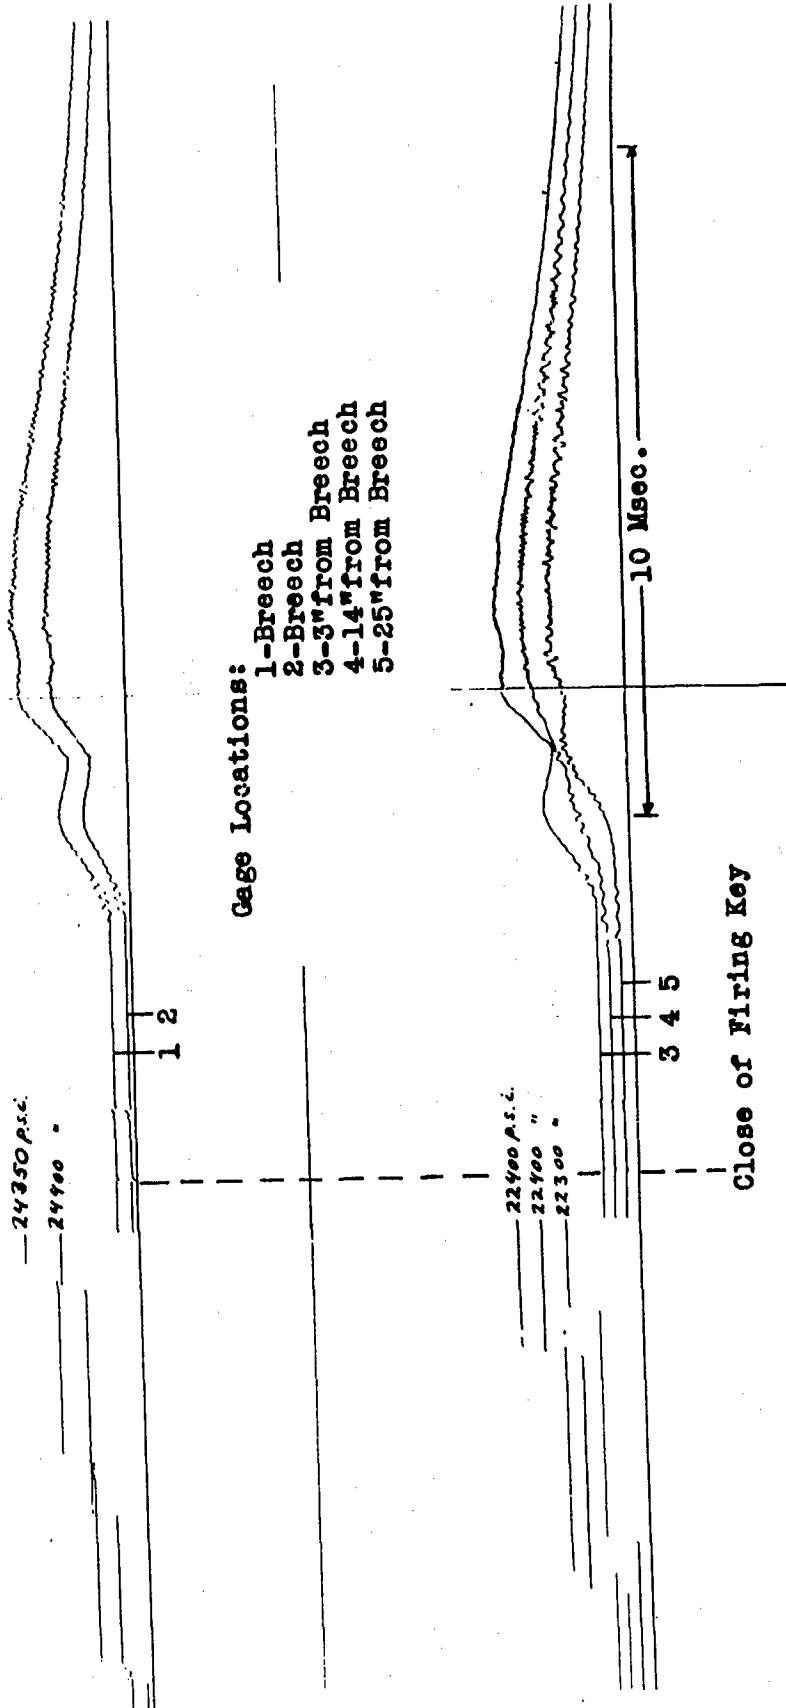 24350 p.s.i.
24400 "
1
2
Gage Locations:
1-Breech
2-Breech
3-3"from Breech
4-14"from Breech
5-25"from Breech
22400 p.s.i.
22400 "
22300 "
3 4 5
10 Msec.
Close of Firing Key